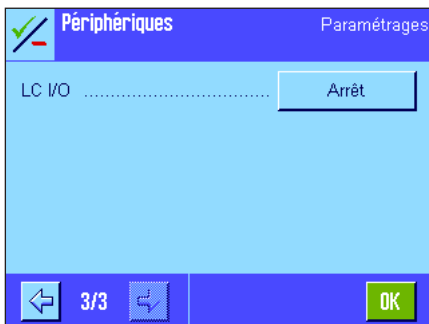 Périphériques Paramétrages
LC I/O .................................. Arrêt
3/3 OK